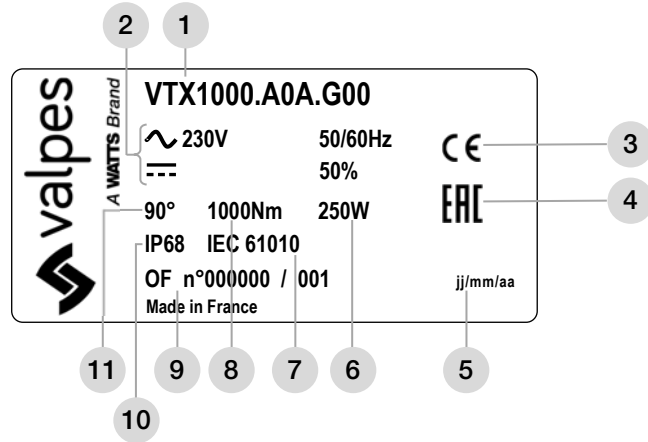 2 1
valpes
A WATTS Brand
VTX1000.A0A.G00
230V 50/60Hz
50%
CE
3
EAC
4
90° 1000Nm 250W
IP68 IEC 61010
OF n°000000 / 001
jj/mm/aa
Made in France
11 10 9 8 7 6 5